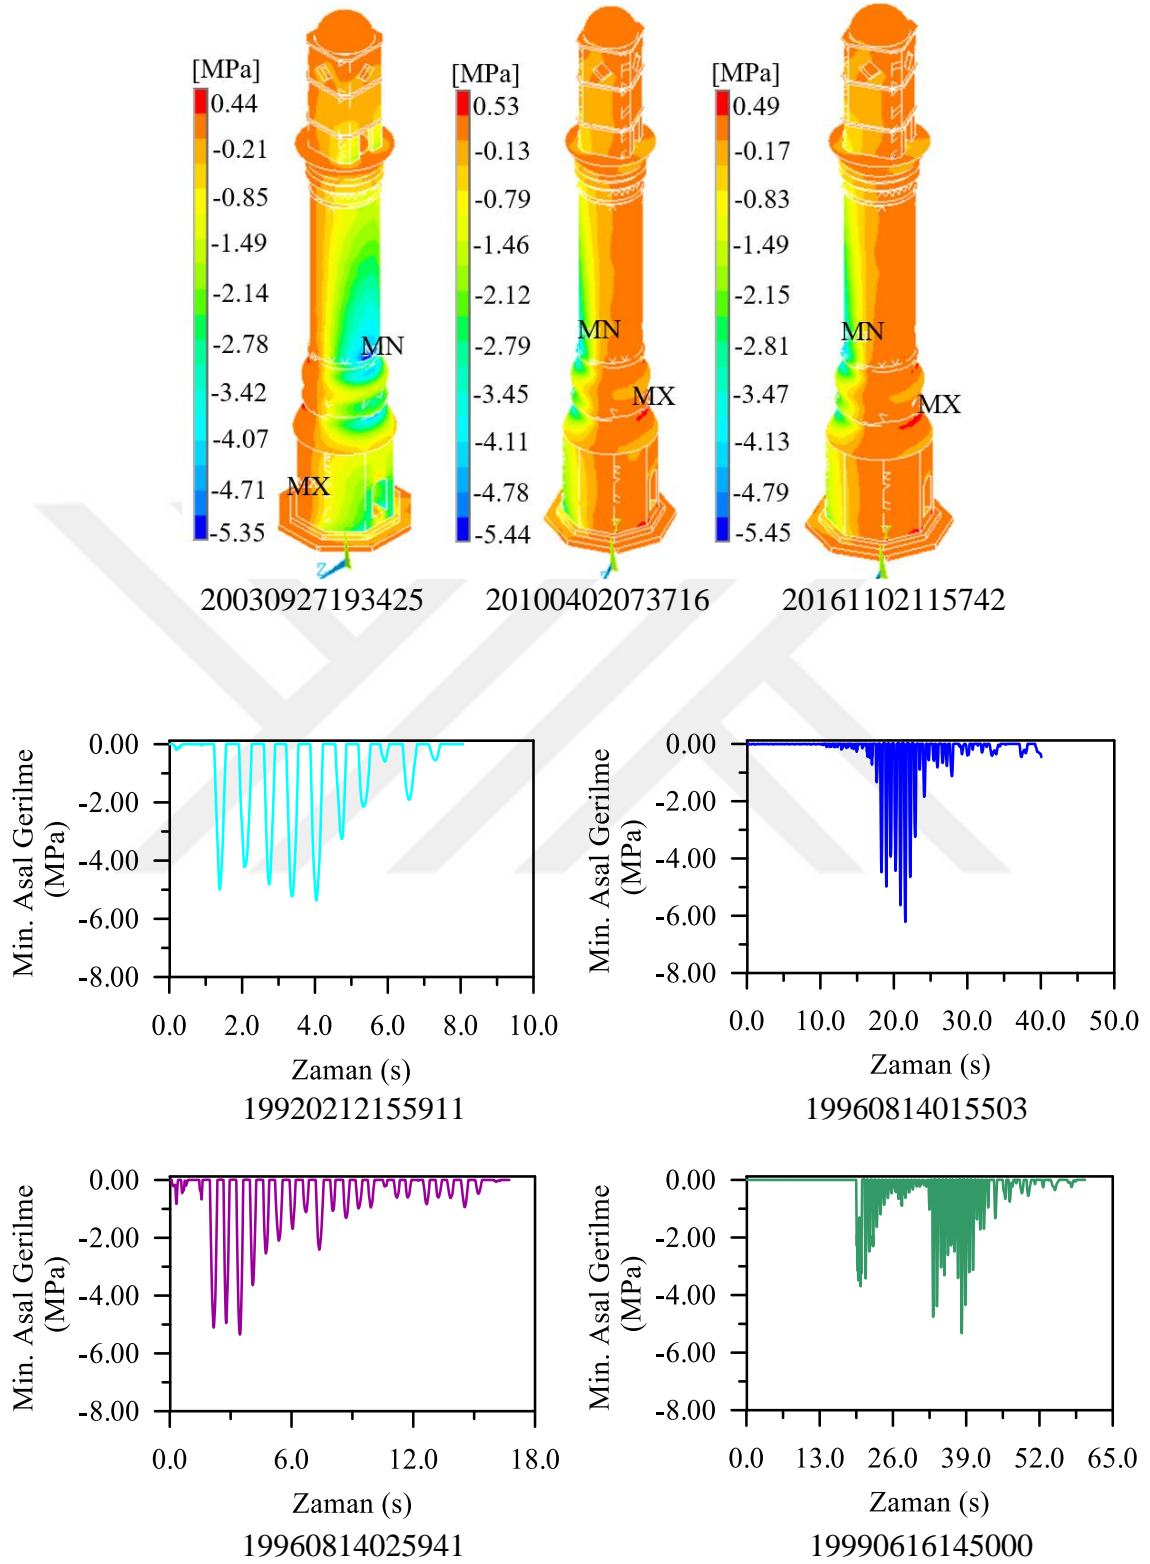 [MPa]
0.44
-0.21
-0.85
-1.49
-2.14
-2.78
-3.42
-4.07
-4.71
-5.35
MN
MX
Z
20030927193425
[MPa]
0.53
-0.13
-0.79
-1.46
-2.12
-2.79
-3.45
-4.11
-4.78
-5.44
MN
MX
Z
20100402073716
[MPa]
0.49
-0.17
-0.83
-1.49
-2.15
-2.81
-3.47
-4.13
-4.79
-5.45
MN
MX
20161102115742
Min. Asal Gerilme
(MPa)
0.00
-2.00
-4.00
-6.00
-8.00
0.0 2.0 4.0 6.0 8.0 10.0
Zaman (s)
19920212155911
Min. Asal Gerilme
(MPa)
0.00
-2.00
-4.00
-6.00
-8.00
0.0 10.0 20.0 30.0 40.0 50.0
Zaman (s)
19960814015503
Min. Asal Gerilme
(MPa)
0.00
-2.00
-4.00
-6.00
-8.00
0.0 6.0 12.0 18.0
Zaman (s)
19960814025941
Min. Asal Gerilme
(MPa)
0.00
-2.00
-4.00
-6.00
-8.00
0.0 13.0 26.0 39.0 52.0 65.0
Zaman (s)
19990616145000